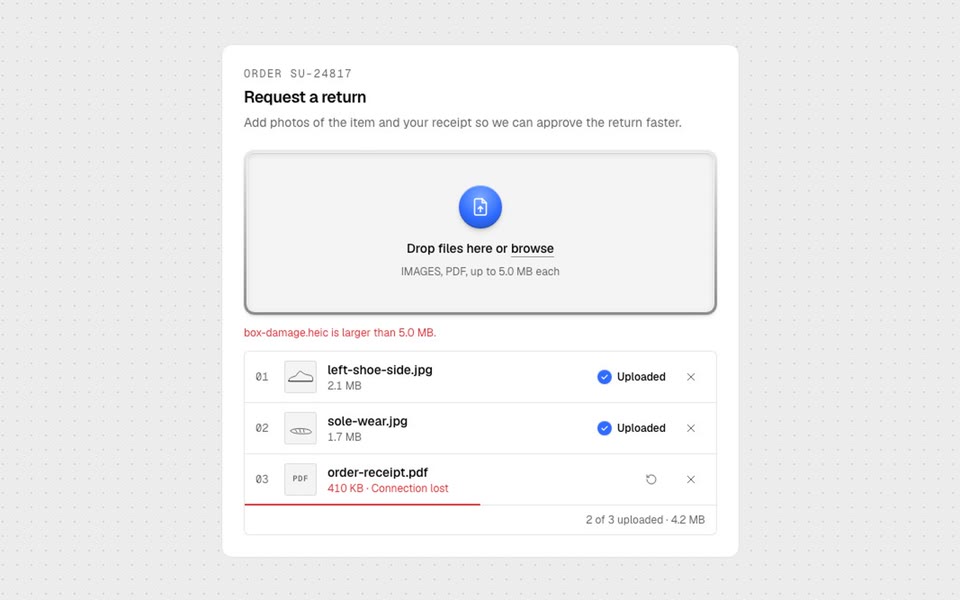 ORDER SU-24817
Request a return
Add photos of the item and your receipt so we can approve the return faster.
Drop files here or browse
IMAGES, PDF, up to 5.0 MB each
box-damage.heic is larger than 5.0 MB.
01
left-shoe-side.jpg
2.1 MB
Uploaded
02
sole-wear.jpg
1.7 MB
Uploaded
03
PDF
order-receipt.pdf
410 KB · Connection lost
2 of 3 uploaded · 4.2 MB